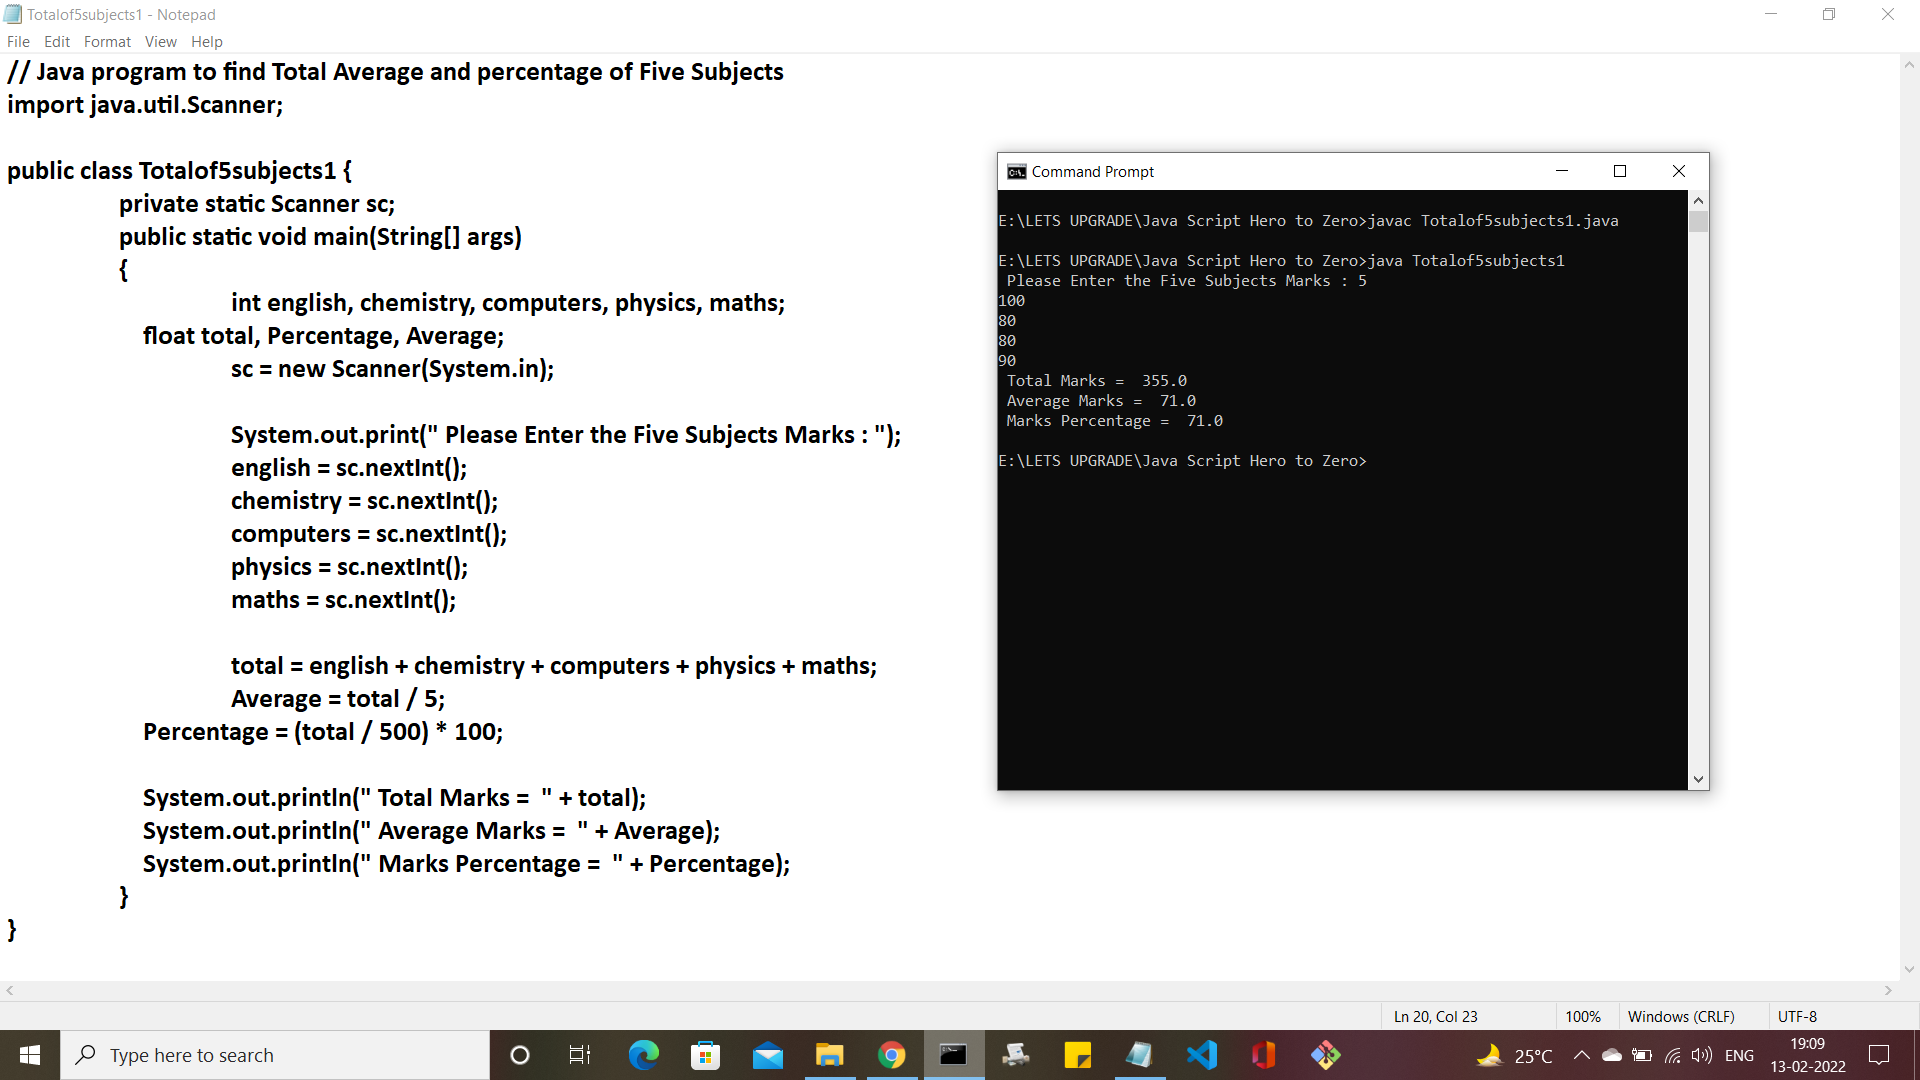 Totalof5subjects1 - Notepad
File Edit Format View Help
// Java program to find Total Average and percentage of Five Subjects
import java.util.Scanner;
public class Totalof5subjects1 {
private static Scanner sc;
public static void main(String[] args)
{
int english, chemistry, computers, physics, maths;
float total, Percentage, Average;
sc = new Scanner(System.in);
System.out.print(" Please Enter the Five Subjects Marks : ");
english = sc.nextInt();
chemistry = sc.nextInt();
computers = sc.nextInt();
physics = sc.nextInt();
maths = sc.nextInt();
total = english + chemistry + computers + physics + maths;
Average = total / 5;
Percentage = (total / 500) * 100;
System.out.println(" Total Marks =  " + total);
System.out.println(" Average Marks =  " + Average);
System.out.println(" Marks Percentage =  " + Percentage);
}
}
Command Prompt
E:\LETS UPGRADE\Java Script Hero to Zero>javac Totalof5subjects1.java
E:\LETS UPGRADE\Java Script Hero to Zero>java Totalof5subjects1
Please Enter the Five Subjects Marks : 5
100
80
80
90
Total Marks =  355.0
Average Marks =  71.0
Marks Percentage =  71.0
E:\LETS UPGRADE\Java Script Hero to Zero>
Ln 20, Col 23 100% Windows (CRLF) UTF-8
Type here to search
25°C ENG
19:09
13-02-2022